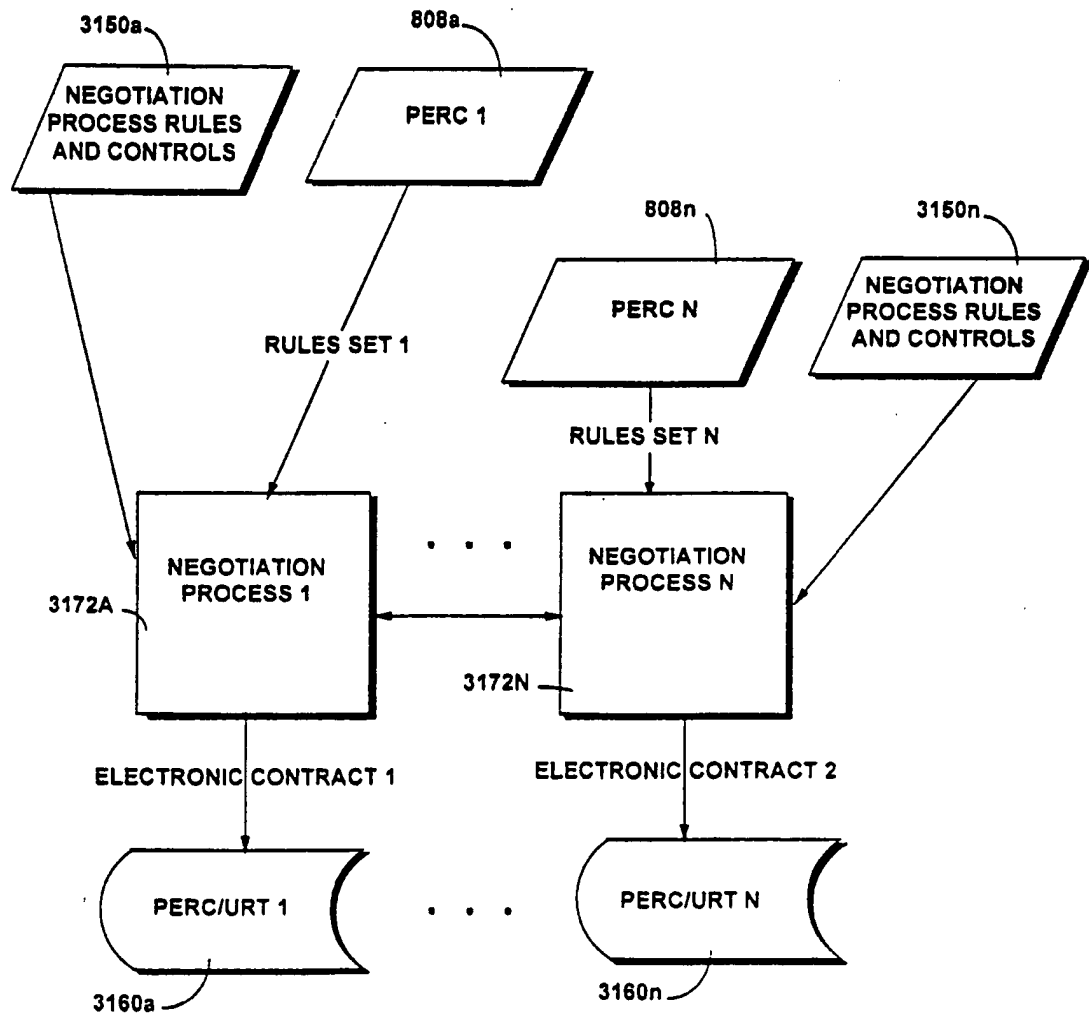 3150a
808a
NEGOTIATION
PROCESS RULES
AND CONTROLS
PERC 1
808n
3150n
PERC N
NEGOTIATION
PROCESS RULES
AND CONTROLS
RULES SET 1
RULES SET N
NEGOTIATION
PROCESS 1
. . .
NEGOTIATION
PROCESS N
3172A
3172N
ELECTRONIC CONTRACT 1
ELECTRONIC CONTRACT 2
PERC/URT 1
. . .
PERC/URT N
3160a
3160n